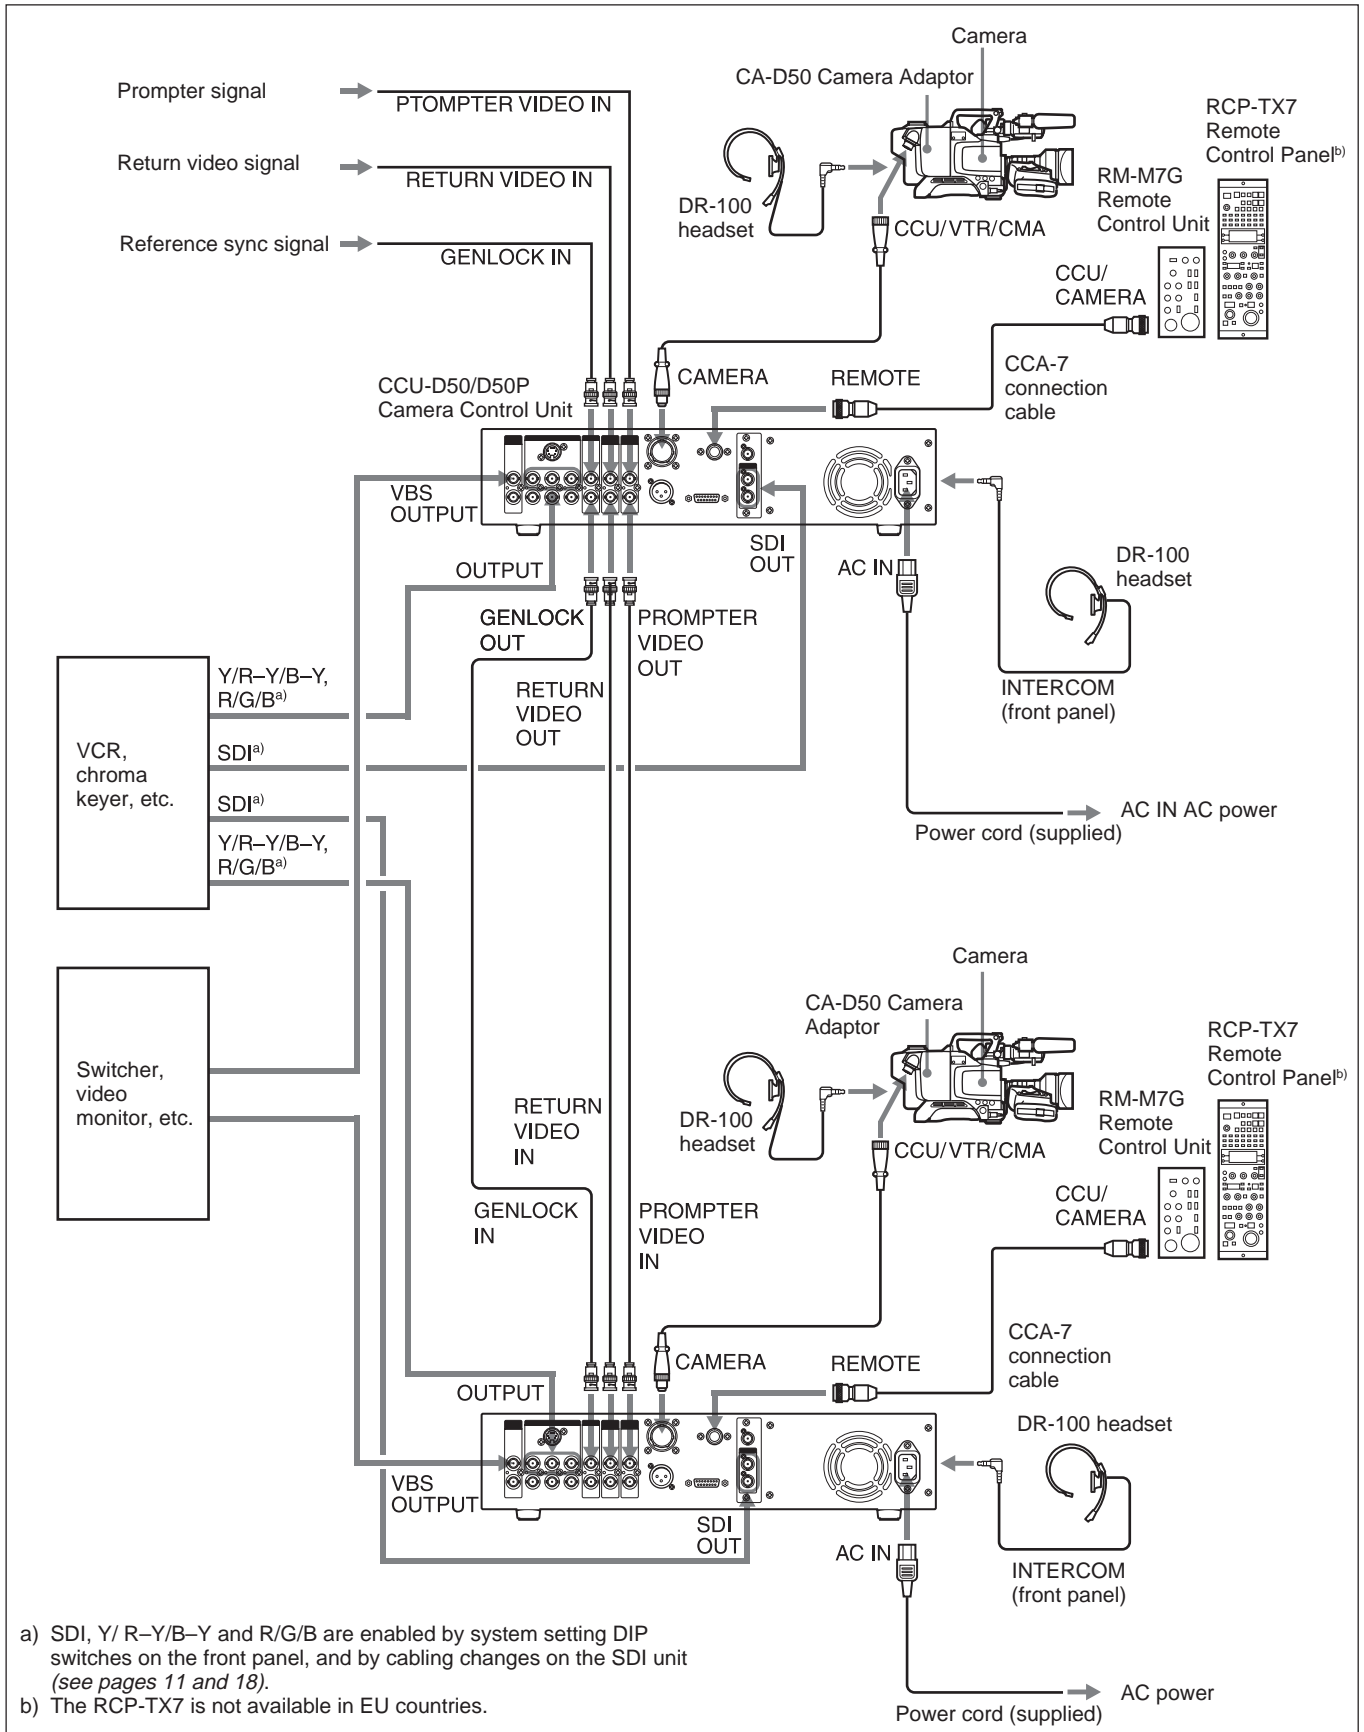 Camera
CA-D50 Camera Adaptor
Prompter signal
PTOMPTER VIDEO IN
RCP-TX7
Remote
Control Panelb)
Return video signal
RETURN VIDEO IN
RM-M7G
Remote
Control Unit
DR-100
headset
CCU/VTR/CMA
Reference sync signal
GENLOCK IN
CCU/
CAMERA
CCU-D50/D50P
Camera Control Unit
CAMERA
REMOTE
CCA-7
connection
cable
VBS
OUTPUT
OUTPUT
SDI
OUT
AC IN
DR-100
headset
GENLOCK
OUT
PROMPTER
VIDEO
OUT
RETURN
VIDEO
OUT
INTERCOM
(front panel)
Y/R–Y/B–Y,
R/G/Ba)
VCR,
chroma
keyer, etc.
SDIa)
SDIa)
Y/R–Y/B–Y,
R/G/Ba)
AC IN AC power
Power cord (supplied)
Camera
CA-D50 Camera
Adaptor
RCP-TX7
Remote
Control Panelb)
Switcher,
video
monitor, etc.
RM-M7G
Remote
Control Unit
RETURN
VIDEO
IN
DR-100
headset
CCU/VTR/CMA
GENLOCK
IN
PROMPTER
VIDEO
IN
CCU/
CAMERA
CAMERA
REMOTE
CCA-7
connection
cable
OUTPUT
DR-100 headset
VBS
OUTPUT
SDI
OUT
AC IN
INTERCOM
(front panel)
a) SDI, Y/ R–Y/B–Y and R/G/B are enabled by system setting DIP
switches on the front panel, and by cabling changes on the SDI unit
(see pages 11 and 18).
b) The RCP-TX7 is not available in EU countries.
AC power
Power cord (supplied)